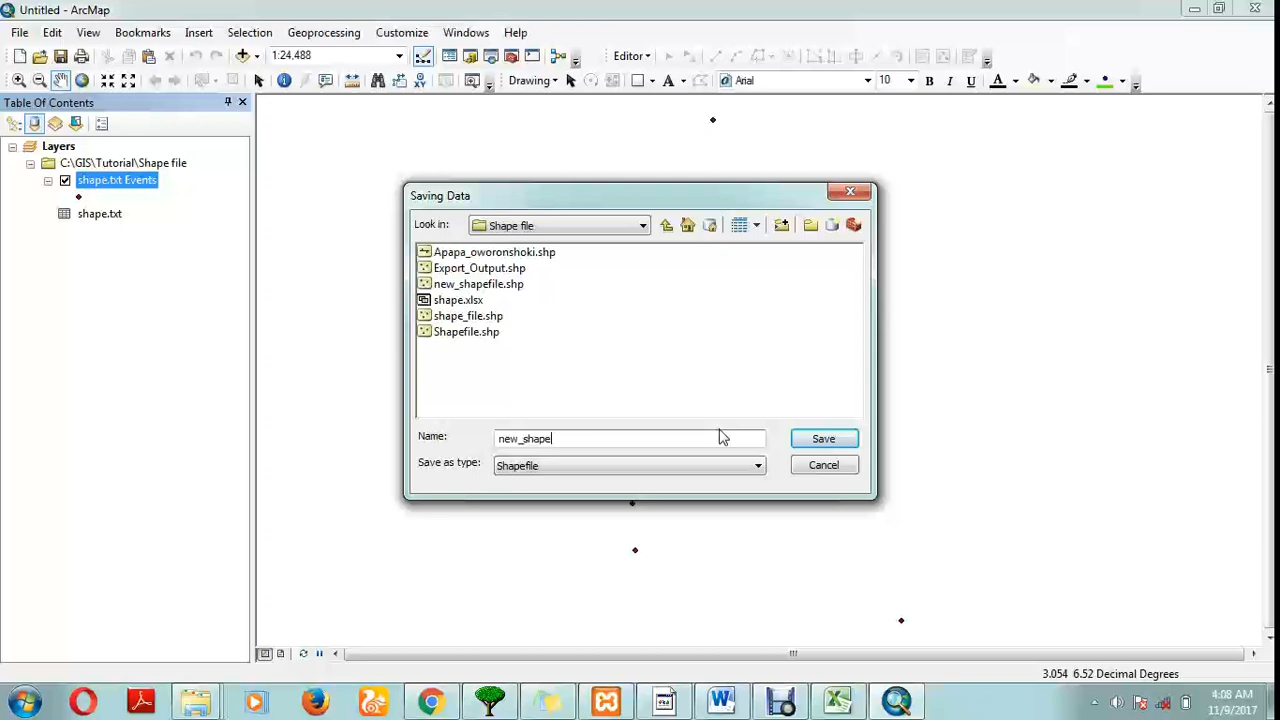 Untitled - ArcMap
File Edit View Bookmarks Insert Selection Geoprocessing Customize Windows Help
1:24,488 Editor
Drawing A Arial 10 B I U A
Table Of Contents
Layers
C:\GIS\Tutorial\Shape file
shape.txt Events
shape.txt
Saving Data
Look in: Shape file
Apapa_oworonshoki.shp
Export_Output.shp
new_shapefile.shp
shape.xlsx
shape_file.shp
Shapefile.shp
Name: new_shape Save
Save as type: Shapefile Cancel
3.054 6.52 Decimal Degrees
4:08 AM
11/9/2017